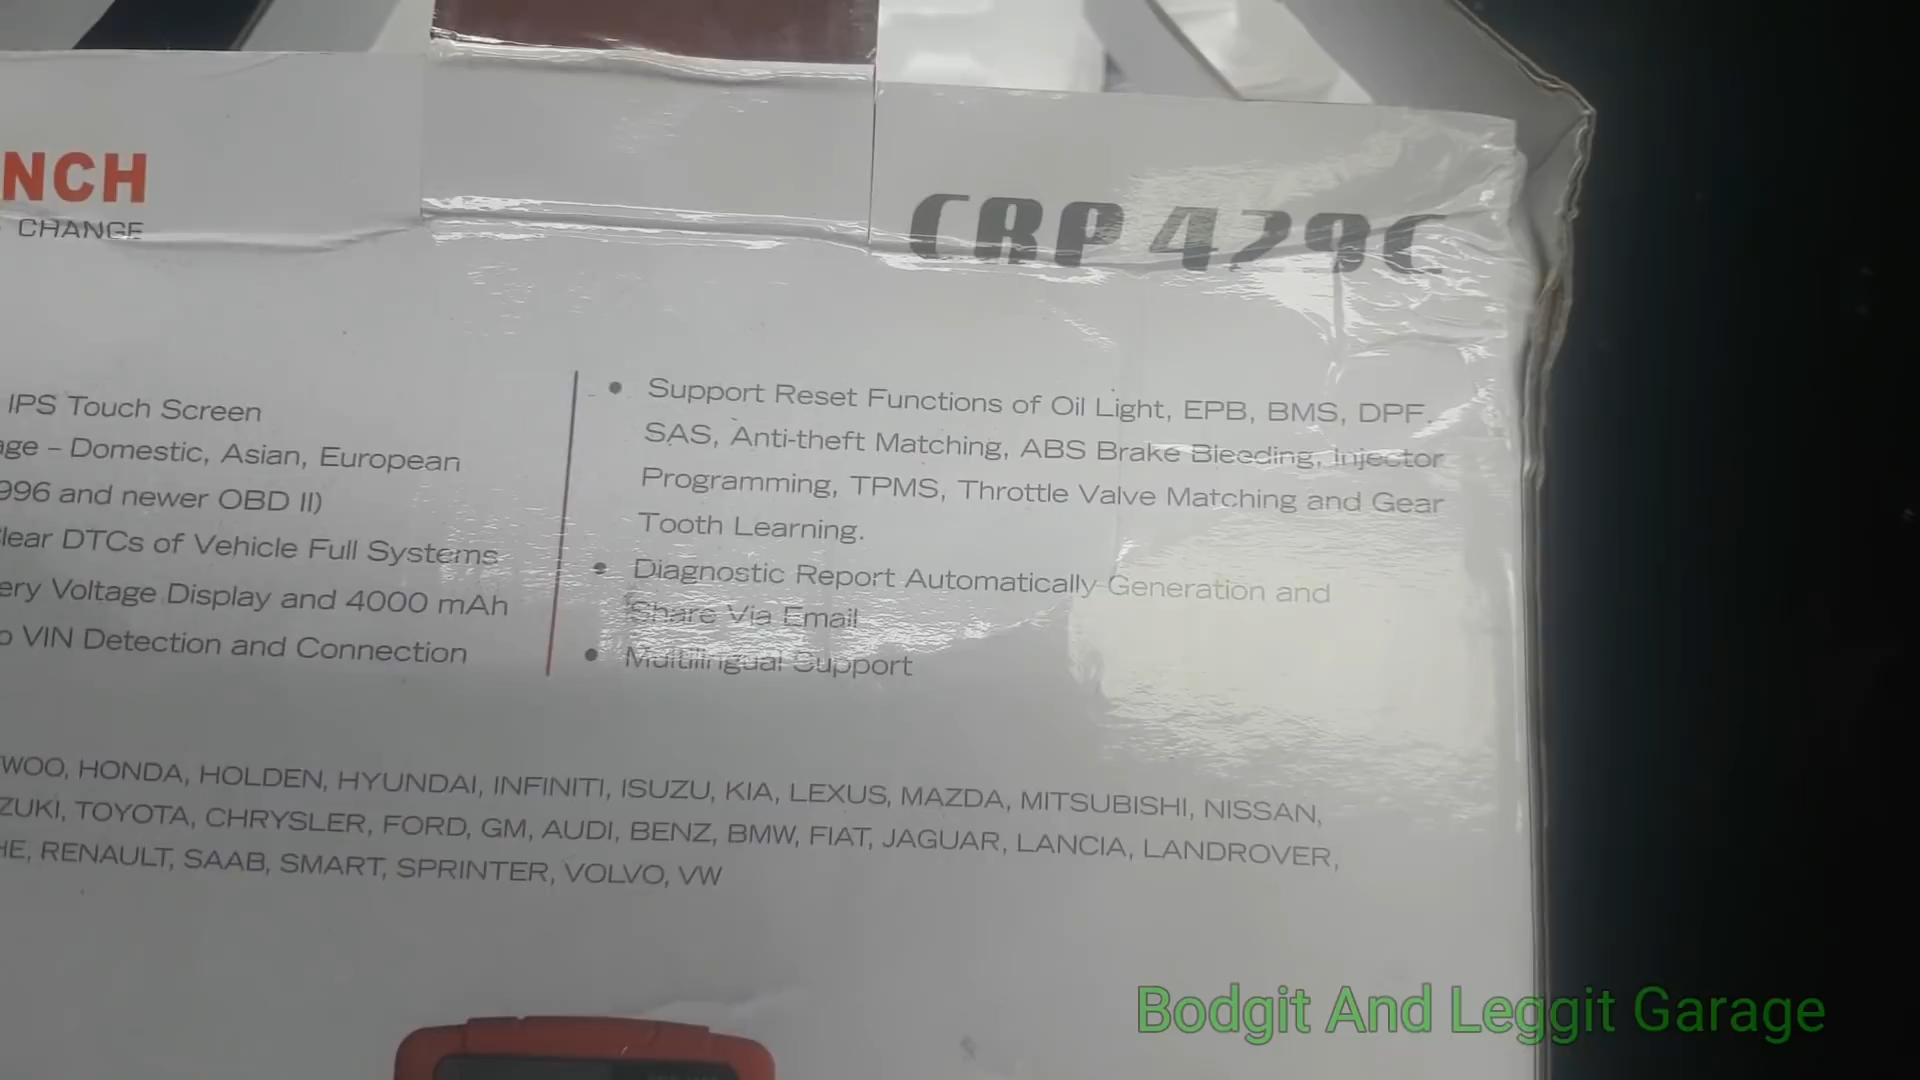 NCH
CHANGE
CRP 429C
IPS Touch Screen
age – Domestic, Asian, European
996 and newer OBD II)
lear DTCs of Vehicle Full Systems
ery Voltage Display and 4000 mAh
o VIN Detection and Connection
• Support Reset Functions of Oil Light, EPB, BMS, DPF,
SAS, Anti-theft Matching, ABS Brake Bleeding, Injector
Programming, TPMS, Throttle Valve Matching and Gear
Tooth Learning.
• Diagnostic Report Automatically Generation and
Share Via Email
• Multilingual Support
WOO, HONDA, HOLDEN, HYUNDAI, INFINITI, ISUZU, KIA, LEXUS, MAZDA, MITSUBISHI, NISSAN,
ZUKI, TOYOTA, CHRYSLER, FORD, GM, AUDI, BENZ, BMW, FIAT, JAGUAR, LANCIA, LANDROVER,
HE, RENAULT, SAAB, SMART, SPRINTER, VOLVO, VW
Bodgit And Leggit Garage